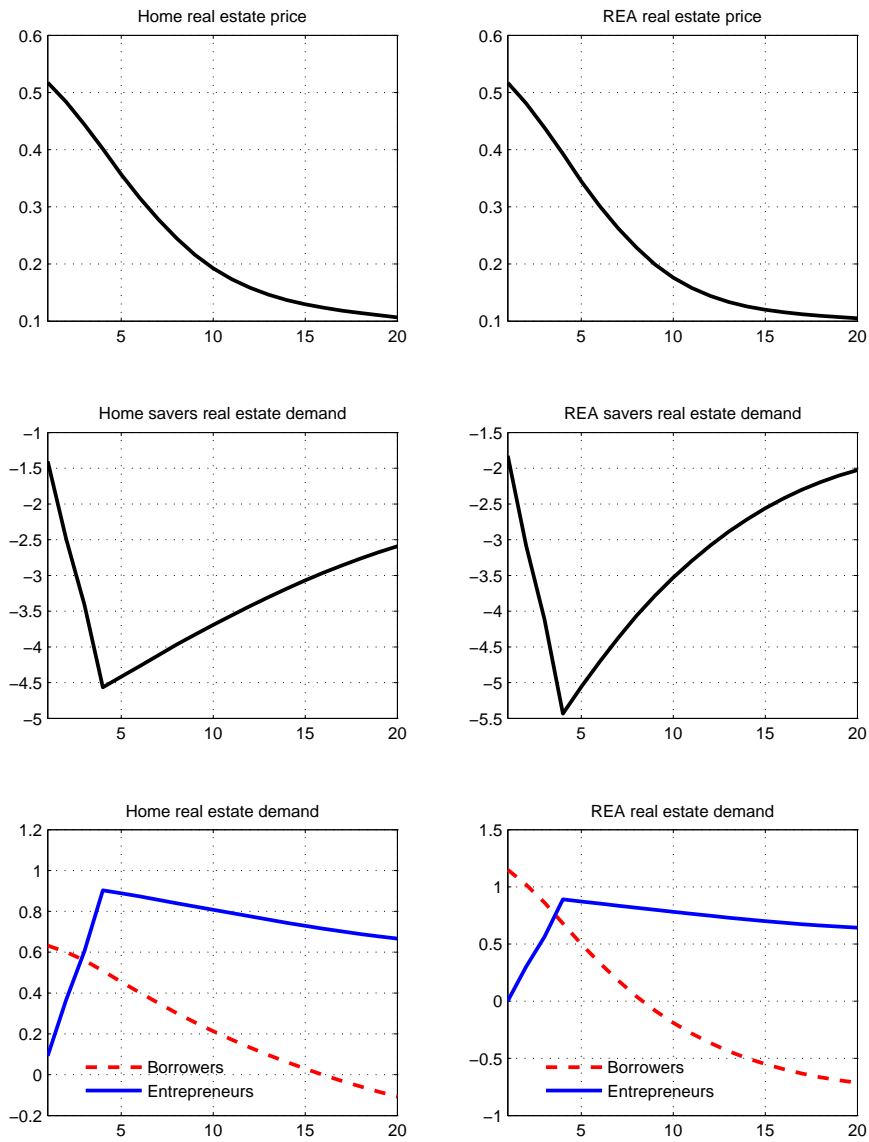 Home real estate price
0.6
0.5
0.4
0.3
0.2
0.1
5 10 15 20
REA real estate price
0.6
0.5
0.4
0.3
0.2
0.1
5 10 15 20
Home savers real estate demand
−1
−1.5
−2
−2.5
−3
−3.5
−4
−4.5
−5
5 10 15 20
REA savers real estate demand
−1.5
−2
−2.5
−3
−3.5
−4
−4.5
−5
−5.5
5 10 15 20
Home real estate demand
1.2
1
0.8
0.6
0.4
0.2
0
−0.2
Borrowers
Entrepreneurs
5 10 15 20
REA real estate demand
1.5
1
0.5
0
−0.5
−1
Borrowers
Entrepreneurs
5 10 15 20